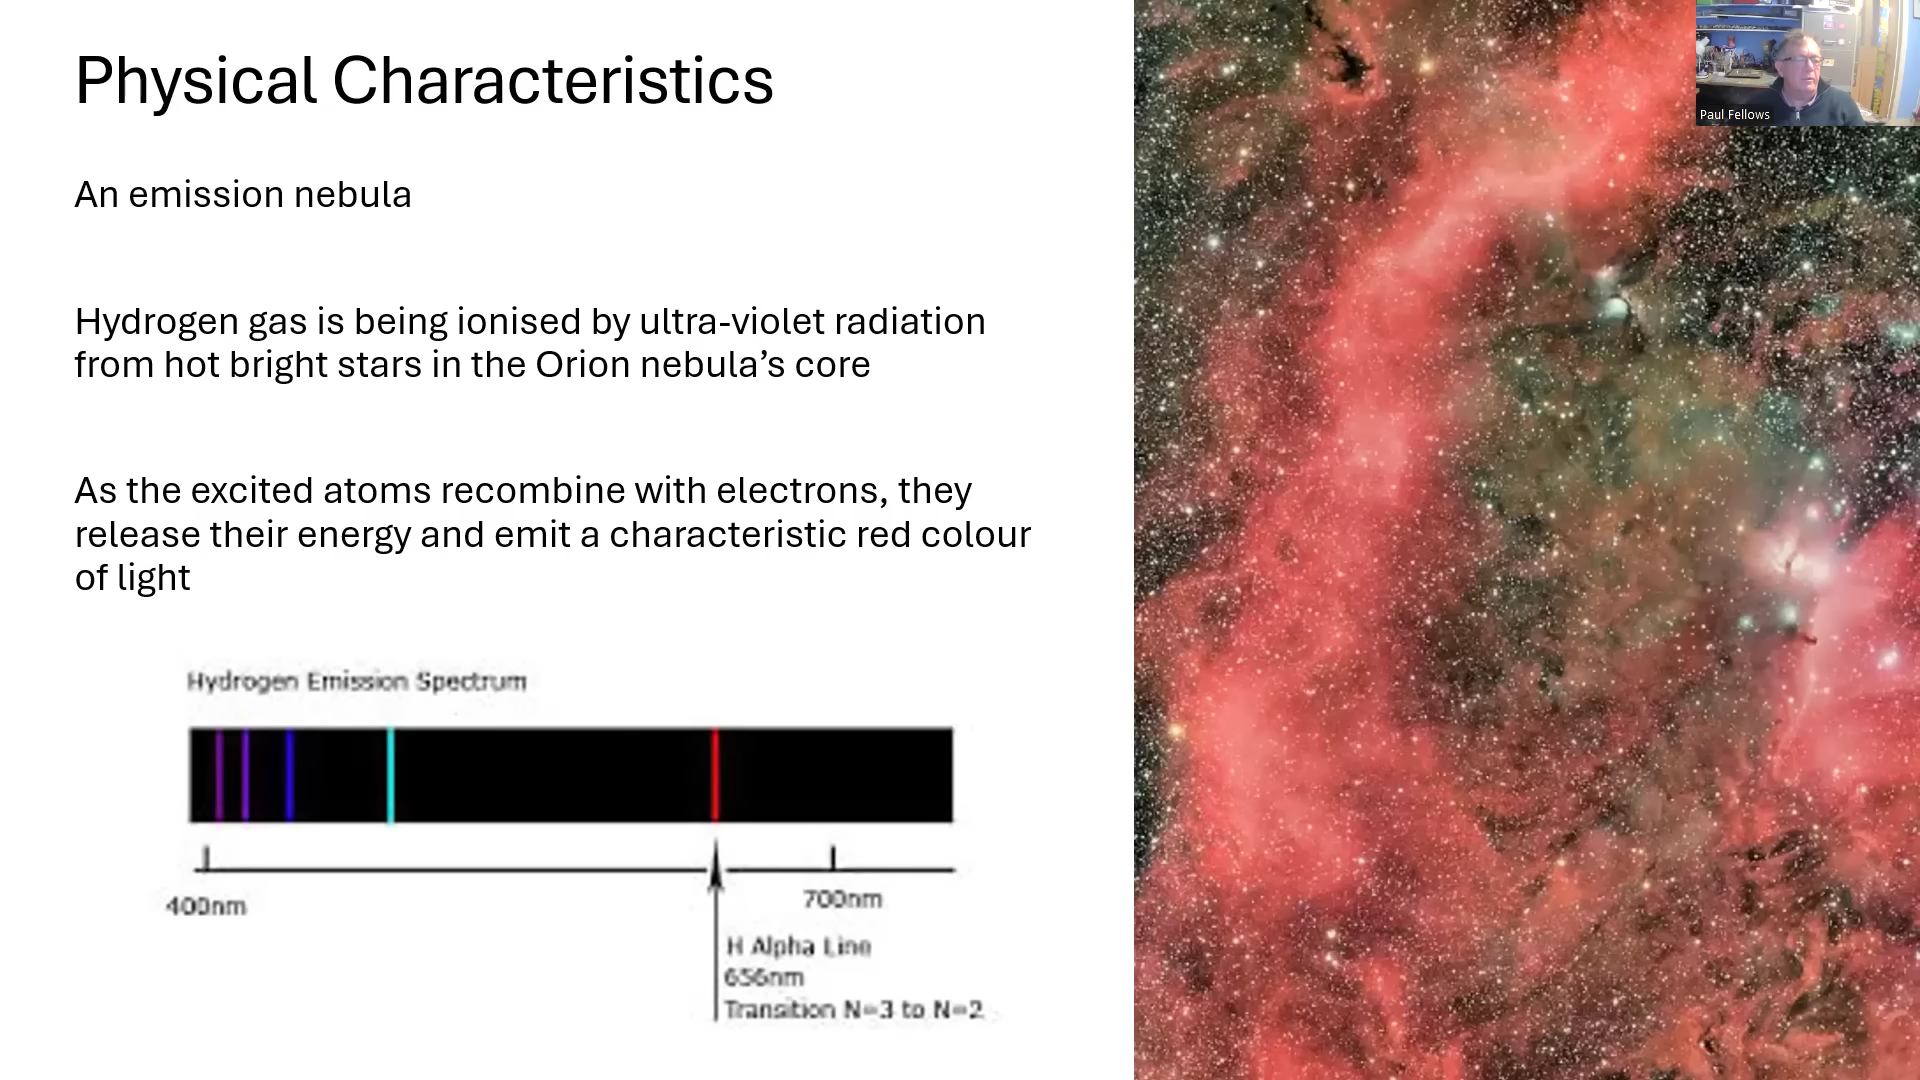 Physical Characteristics
An emission nebula
Hydrogen gas is being ionised by ultra-violet radiation
from hot bright stars in the Orion nebula’s core
As the excited atoms recombine with electrons, they
release their energy and emit a characteristic red colour
of light
Hydrogen Emission Spectrum
400nm
700nm
H Alpha Line
656nm
Transition N=3 to N=2
Paul Fellows